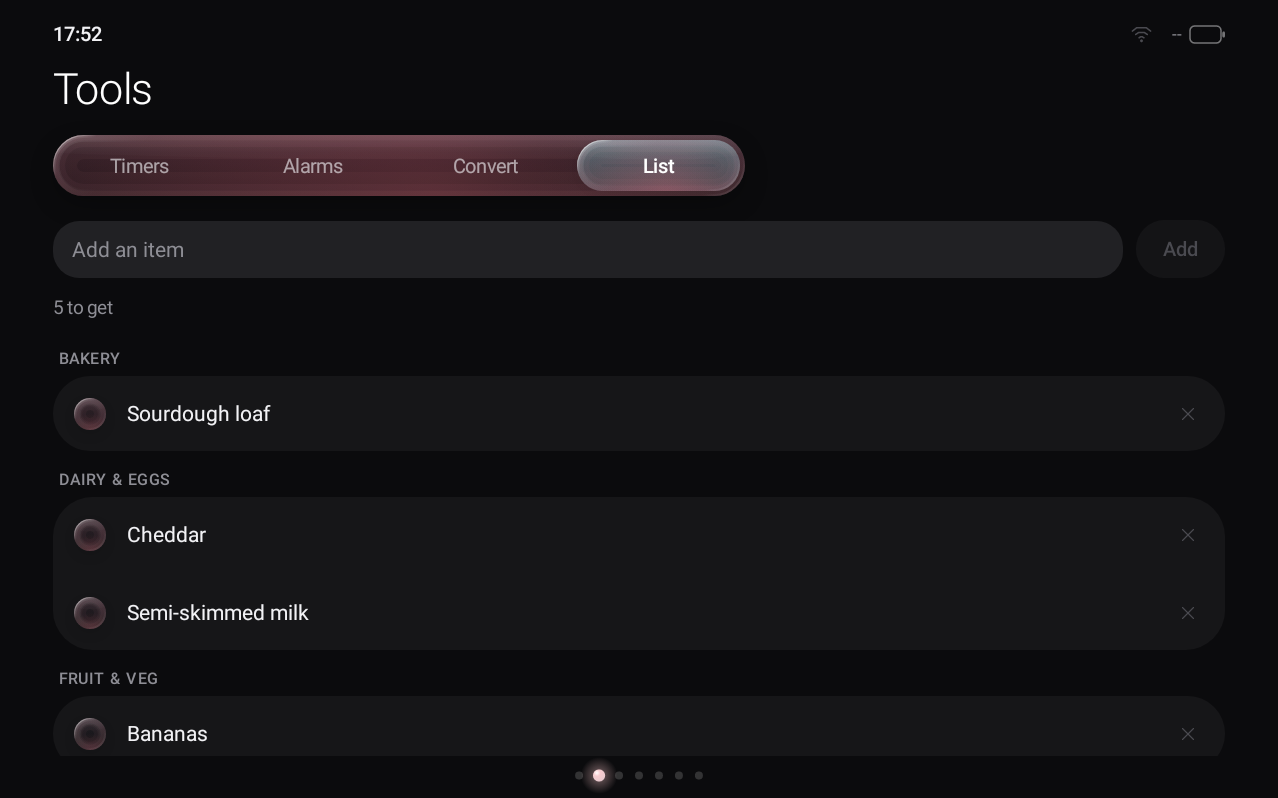 17:52
--
Tools
Timers Alarms Convert List
Add an item Add
5 to get
BAKERY
Sourdough loaf
DAIRY & EGGS
Cheddar
Semi-skimmed milk
FRUIT & VEG
Bananas